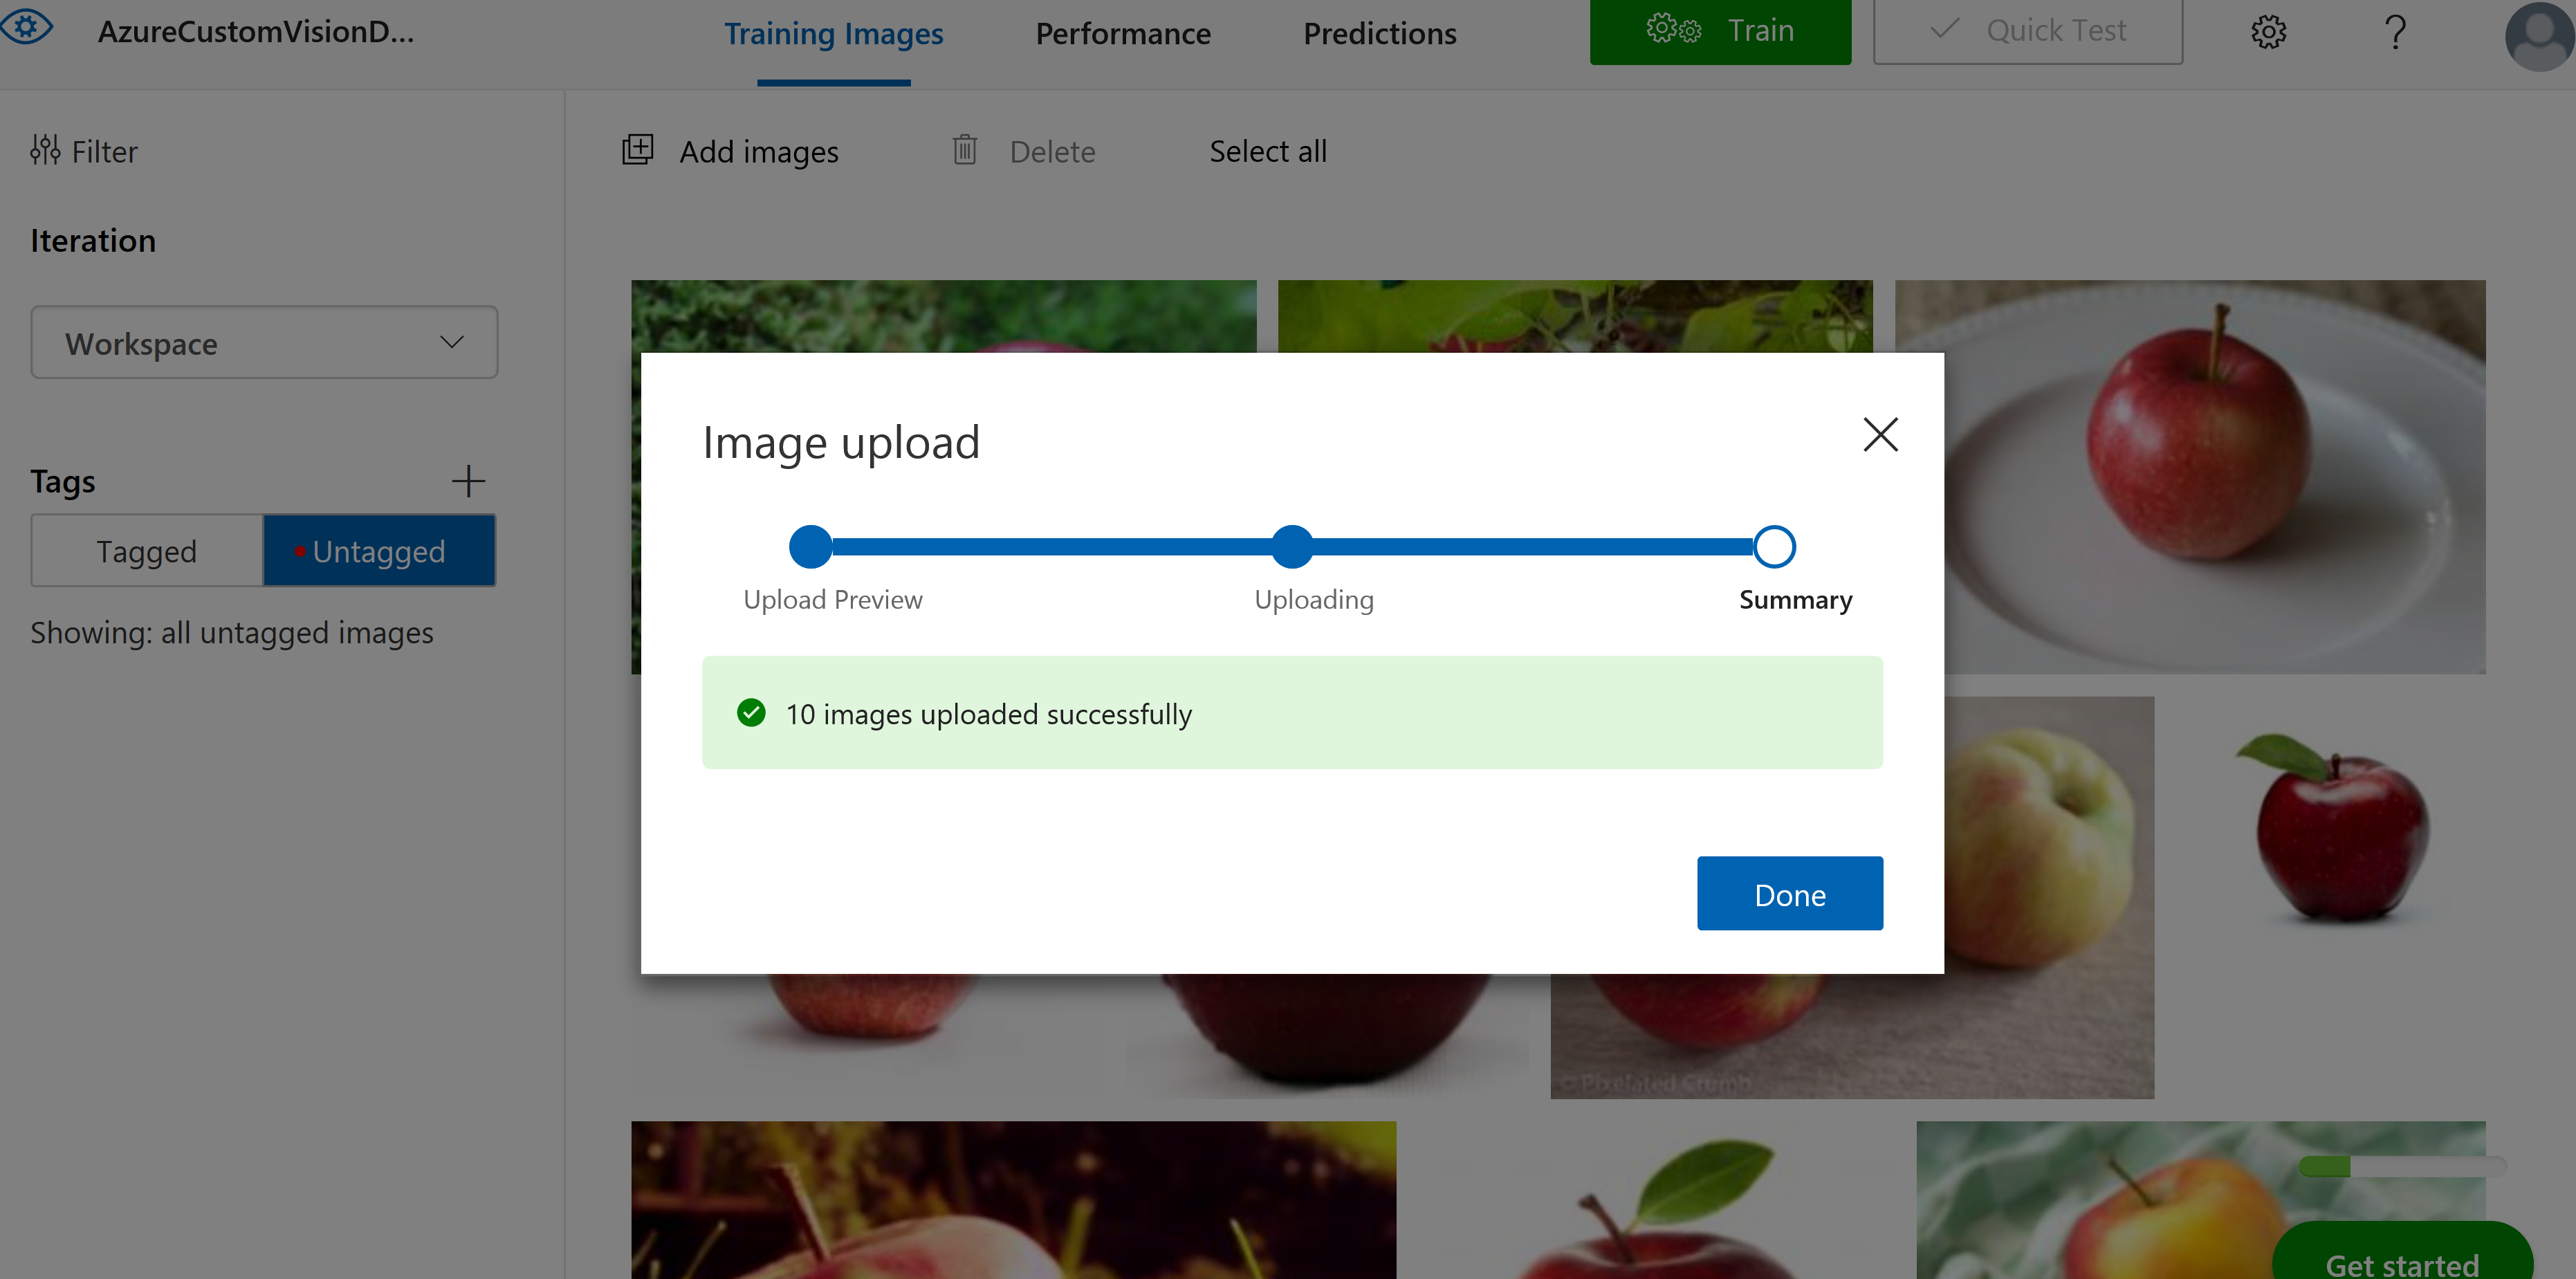 AzureCustomVisionD...
Training Images
Performance
Predictions
Train
Quick Test
?
Filter
Add images
Delete
Select all
Iteration
Workspace
Tags
Tagged
Untagged
Showing: all untagged images
Image upload
Upload Preview
Uploading
Summary
10 images uploaded successfully
Done
© Pixelated Crumb
Get started